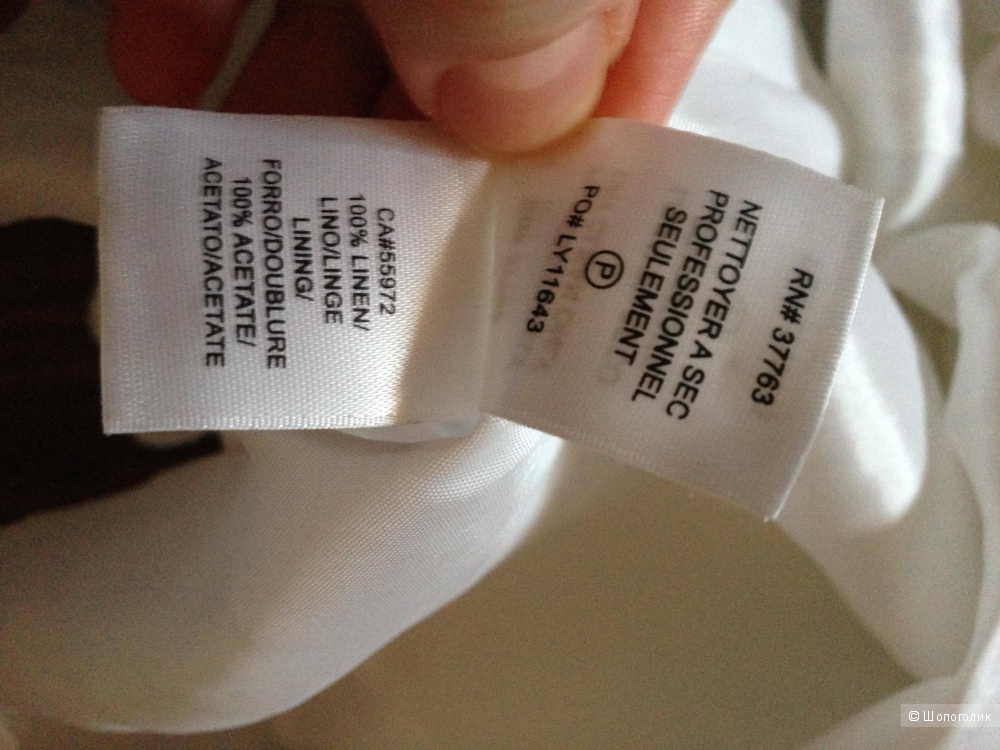 CA#55972
100% LINEN/
LINO/LINGE
LINING/
FORRO/DOUBLURE
100% ACETATE/
ACETATO/ACETATE
RN# 37763
NETTOYER A SEC
PROFESSIONNEL
SEULEMENT
P
PO# LY11643
© Шопоголик